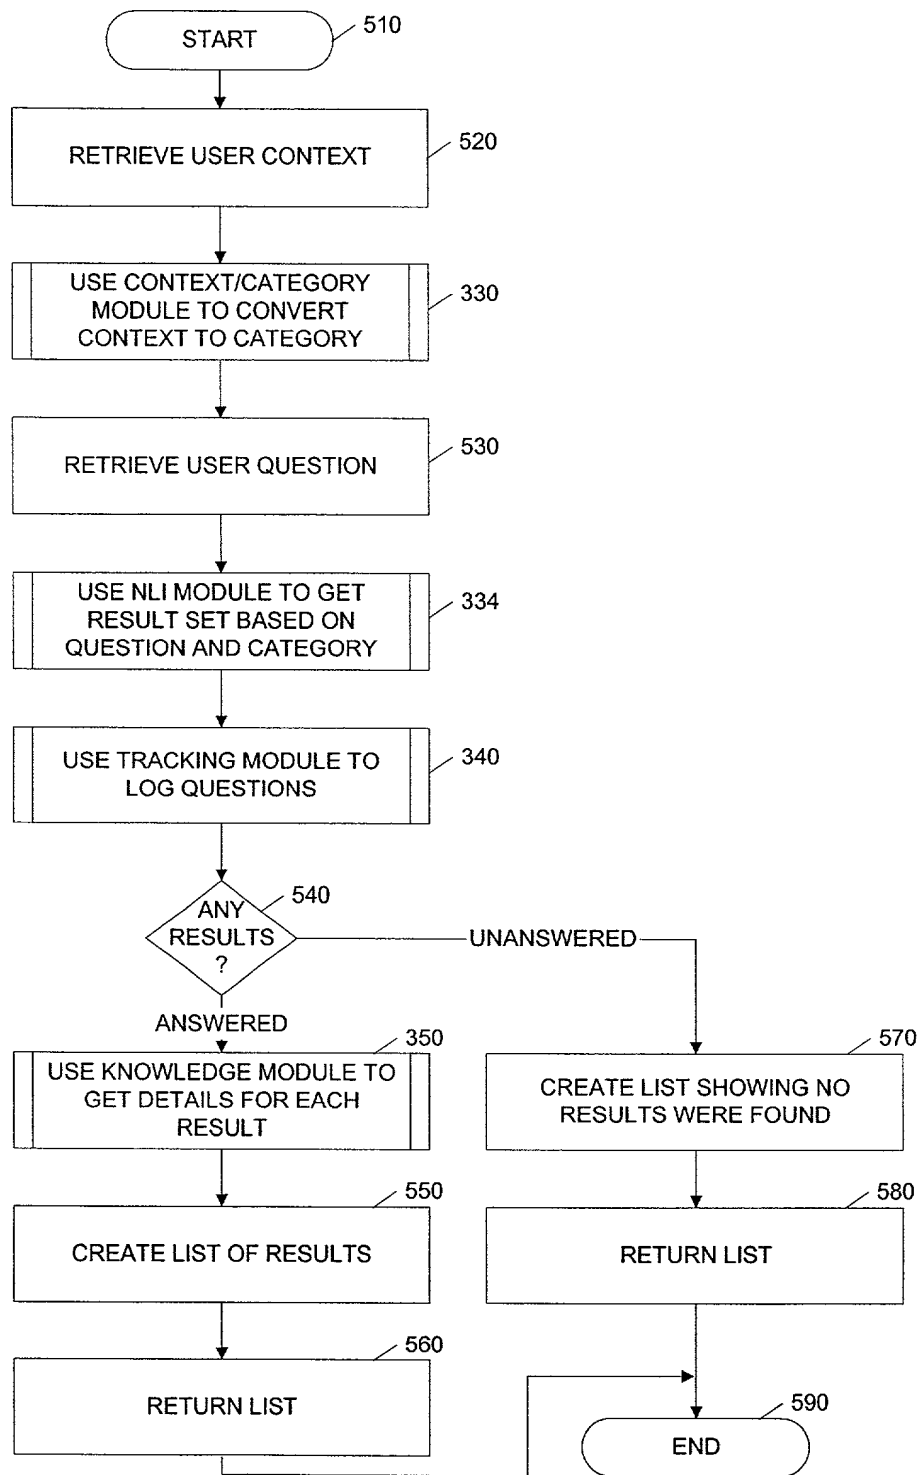 START
510
RETRIEVE USER CONTEXT
520
USE CONTEXT/CATEGORY
MODULE TO CONVERT
CONTEXT TO CATEGORY
330
RETRIEVE USER QUESTION
530
USE NLI MODULE TO GET
RESULT SET BASED ON
QUESTION AND CATEGORY
334
USE TRACKING MODULE TO
LOG QUESTIONS
340
ANY
RESULTS
?
540
UNANSWERED
ANSWERED
350
USE KNOWLEDGE MODULE TO
GET DETAILS FOR EACH
RESULT
570
CREATE LIST SHOWING NO
RESULTS WERE FOUND
550
CREATE LIST OF RESULTS
580
RETURN LIST
560
RETURN LIST
590
END